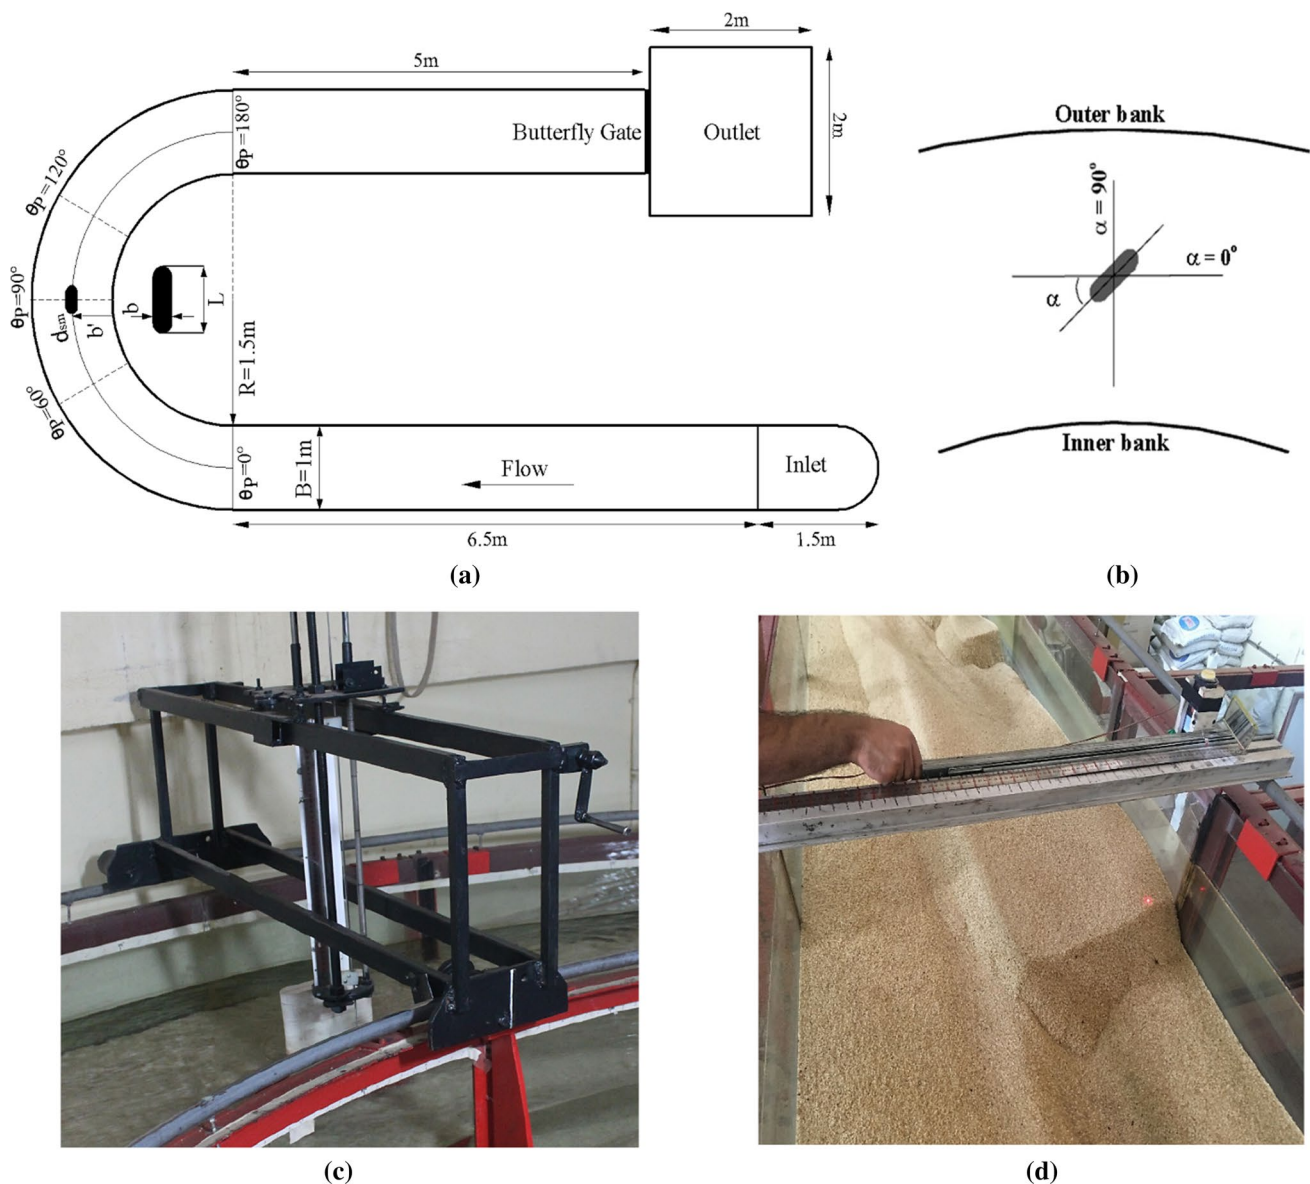 2m
5m
θP=180°
Butterfly Gate
Outlet
2m
θP=120°
θP=90°
dsm
b'
b
L
R=1.5m
θP=60°
θP=0°
B=1m
Flow
Inlet
6.5m
1.5m
(a)
Outer bank
α = 90°
α = 0°
α
Inner bank
(b)
(c)
(d)